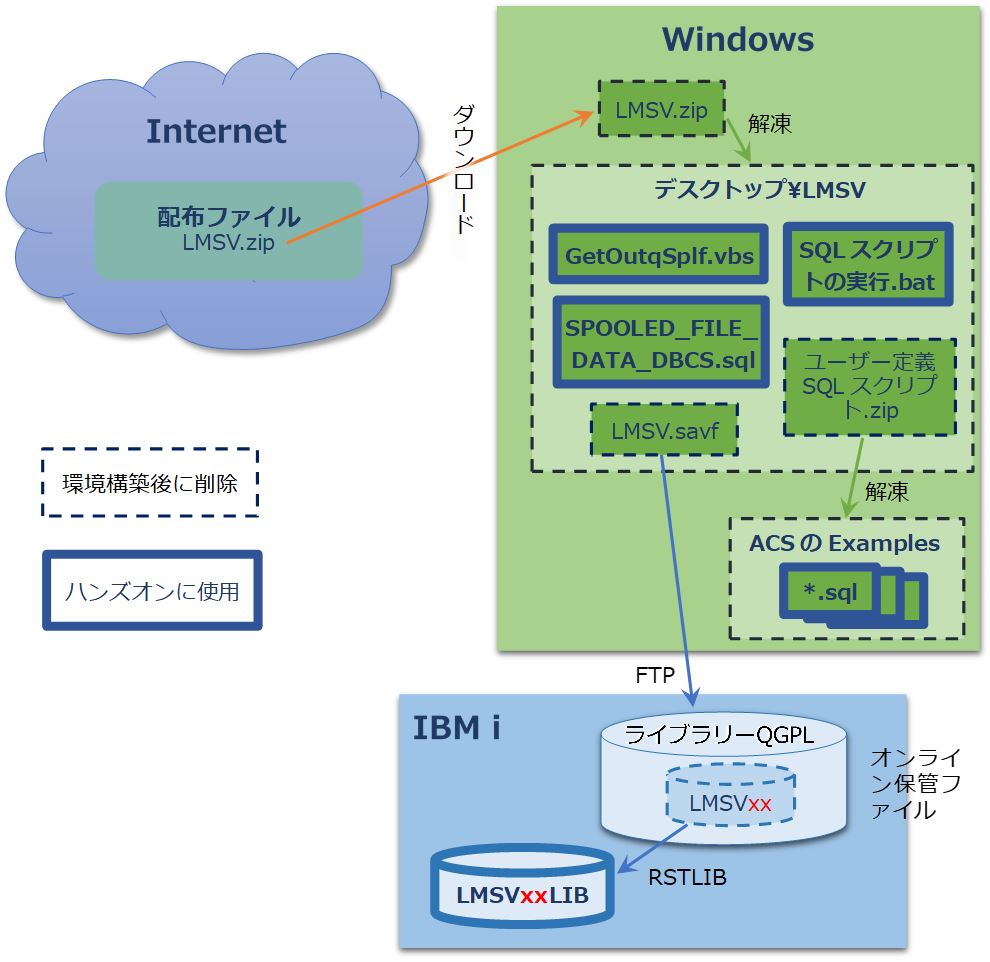 Internet
配布ファイル
LMSV.zip
ダウンロード
Windows
LMSV.zip
解凍
デスクトップ¥LMSV
GetOutqSplf.vbs
SQL スクリプ
トの実行.bat
SPOOLED_FILE_
DATA_DBCS.sql
ユーザー定義
SQL スクリプ
ト.zip
LMSV.savf
解凍
ACS の Examples
*.sql
環境構築後に削除
ハンズオンに使用
FTP
IBM i
ライブラリーQGPL
LMSVxx
オンライ
ン保管フ
ァイル
RSTLIB
LMSVxxLIB